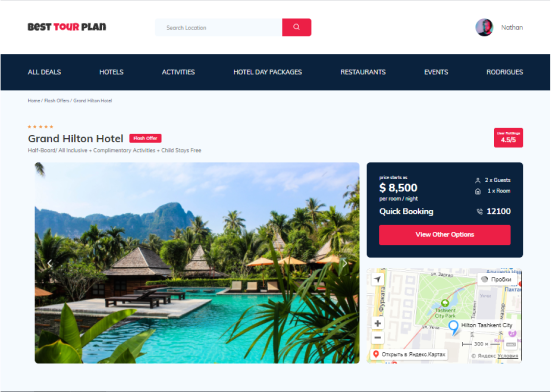 BEST TOUR PLAN
Search Location
Nathan
ALL DEALS HOTELS ACTIVITIES HOTEL DAY PACKAGES RESTAURANTS EVENTS RODRIGUES
Home / Flash Offers / Grand Hilton Hotel
Grand Hilton Hotel Flash Offer
User Ratings
4.5/5
Half-Board/ All Inclusive + Complimentary Activities + Child Stays Free
price starts as
$ 8,500
per room / night
2 x Guests
1 x Room
Quick Booking 12100
View Other Options
Пробки
Tashkent
City Park
Hilton Tashkent City
300 м
Открыть в Яндекс.Картах
© Яндекс Условия